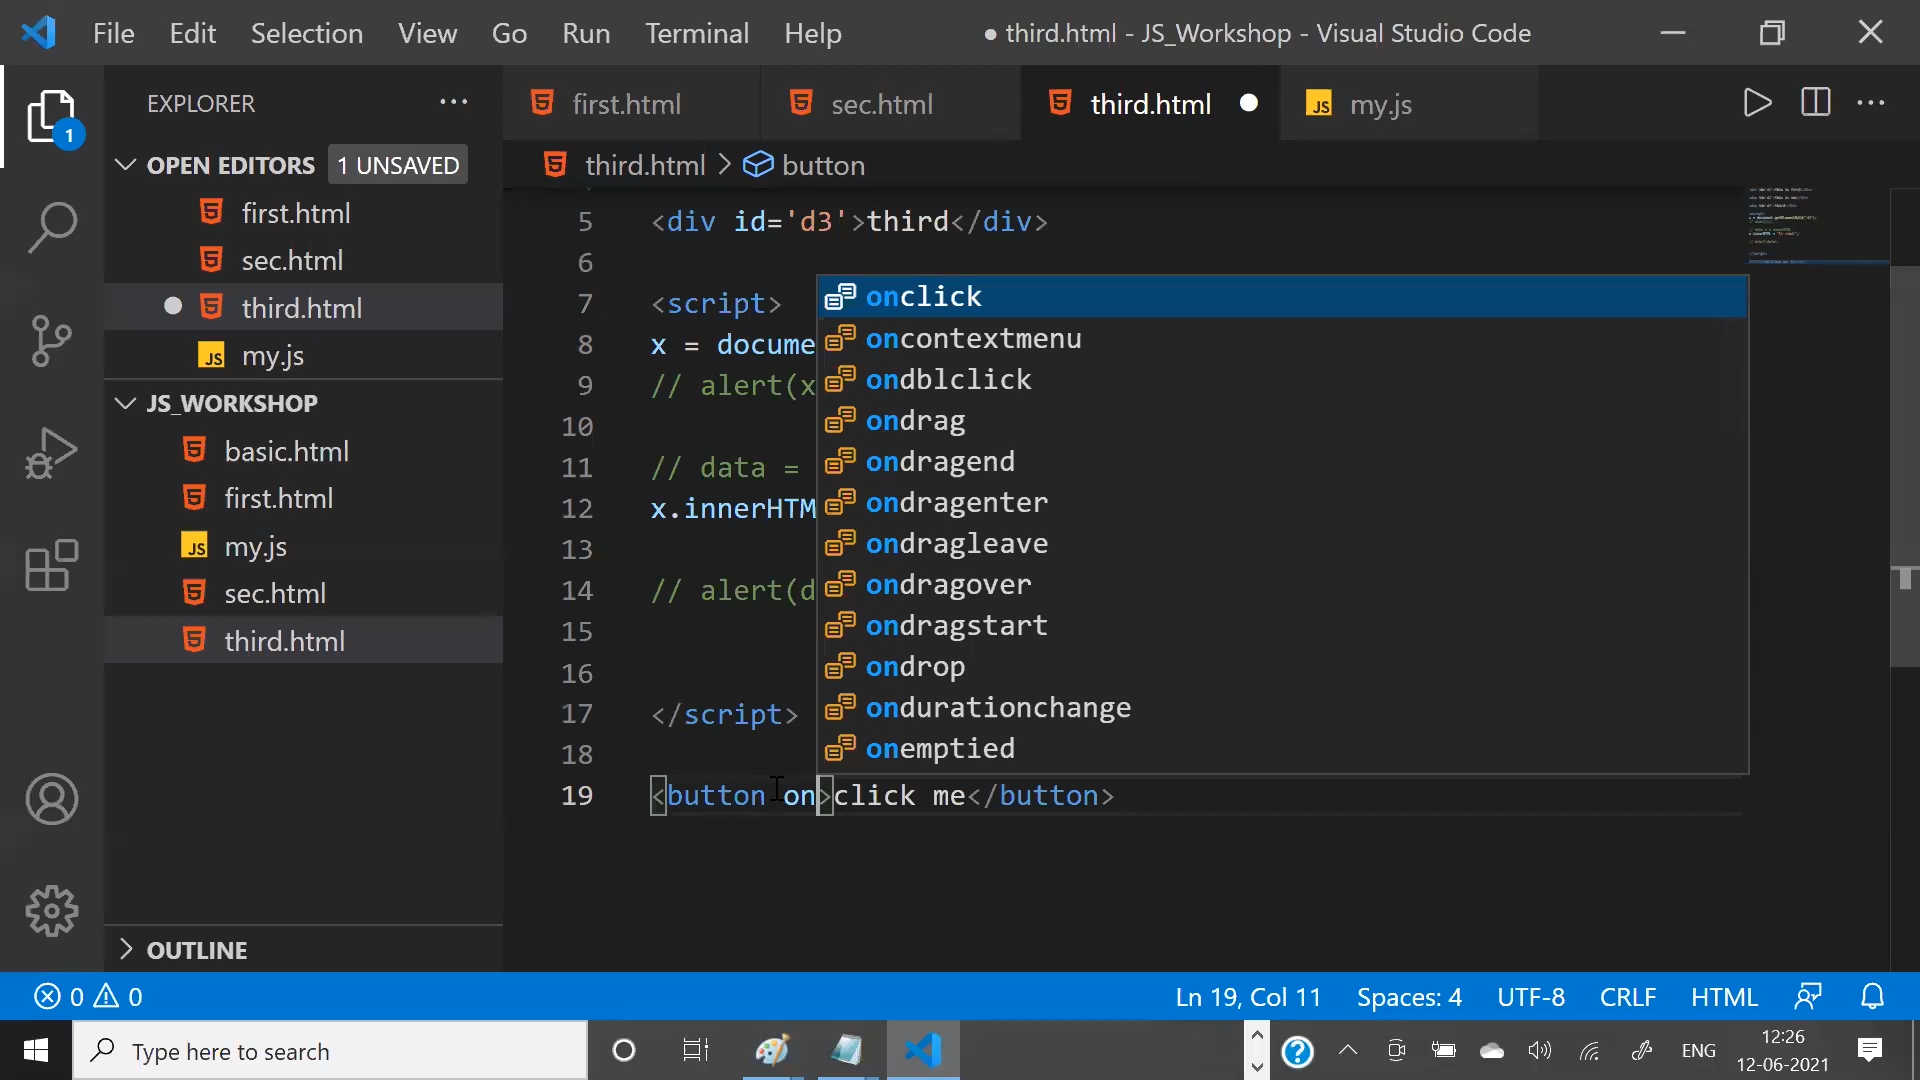 File Edit Selection View Go Run Terminal Help ● third.html - JS_Workshop - Visual Studio Code
EXPLORER ···
1
OPEN EDITORS 1 UNSAVED
first.html
sec.html
third.html
JS my.js
JS_WORKSHOP
basic.html
first.html
JS my.js
sec.html
third.html
OUTLINE
first.html sec.html third.html ● JS my.js
third.html > button
5 <div id='d3'>third</div>
6
7 <script>
8 x = docume
9 // alert(x
10
11 // data =
12 x.innerHTM
13
14 // alert(d
15
16
17 </script>
18
19 <button on>click me</button>
onclick
oncontextmenu
ondblclick
ondrag
ondragend
ondragenter
ondragleave
ondragover
ondragstart
ondrop
ondurationchange
onemptied
0 0 Ln 19, Col 11 Spaces: 4 UTF-8 CRLF HTML
Type here to search
? ENG 12:26
12-06-2021